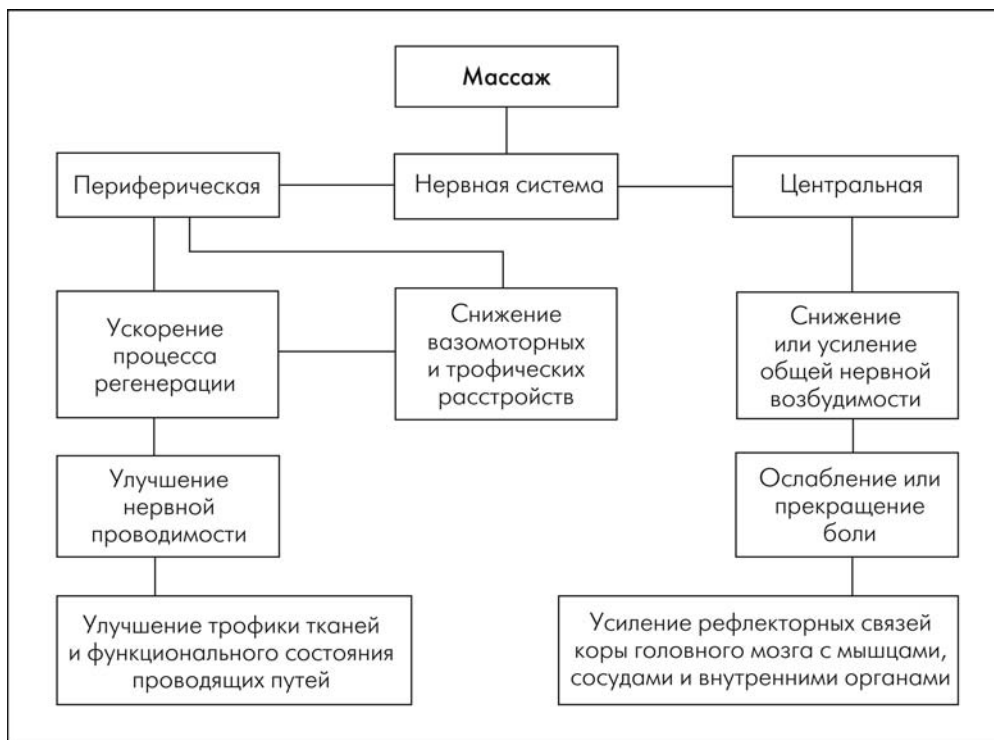 Массаж
Периферическая
Нервная система
Центральная
Ускорение
процесса
регенерации
Снижение
вазомоторных
и трофических
расстройств
Снижение
или усиление
общей нервной
возбудимости
Улучшение
нервной
проводимости
Ослабление или
прекращение
боли
Улучшение трофики тканей
и функционального состояния
проводящих путей
Усиление рефлекторных связей
коры головного мозга с мышцами,
сосудами и внутренними органами